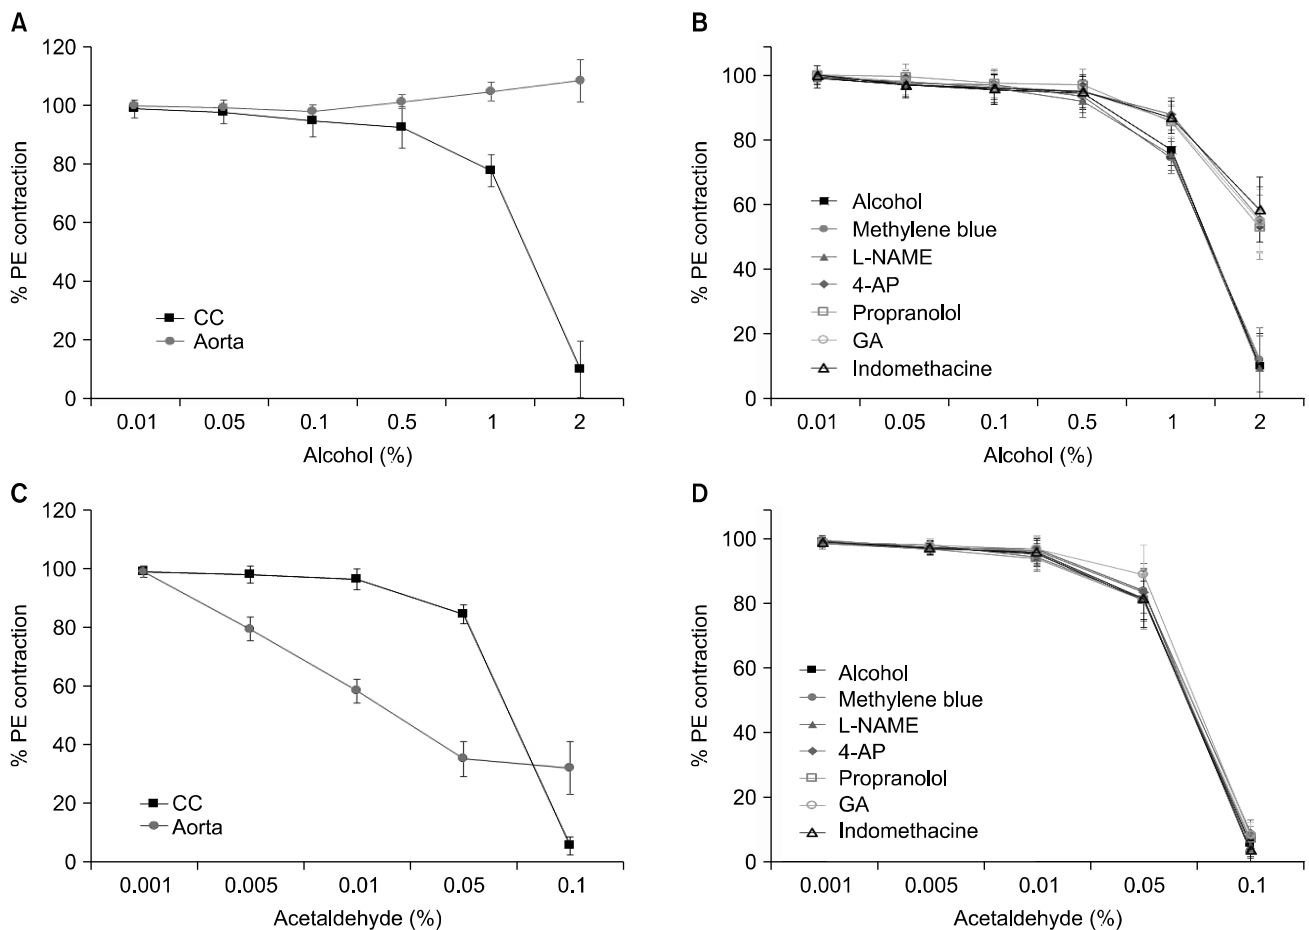 A
120
100
80
60
40
20
0
% PE contraction
CC
Aorta
0.01 0.05 0.1 0.5 1 2
Alcohol (%)
B
100
80
60
40
20
0
% PE contraction
Alcohol
Methylene blue
L-NAME
4-AP
Propranolol
GA
Indomethacine
0.01 0.05 0.1 0.5 1 2
Alcohol (%)
C
120
100
80
60
40
20
0
% PE contraction
CC
Aorta
0.001 0.005 0.01 0.05 0.1
Acetaldehyde (%)
D
100
80
60
40
20
0
% PE contraction
Alcohol
Methylene blue
L-NAME
4-AP
Propranolol
GA
Indomethacine
0.001 0.005 0.01 0.05 0.1
Acetaldehyde (%)